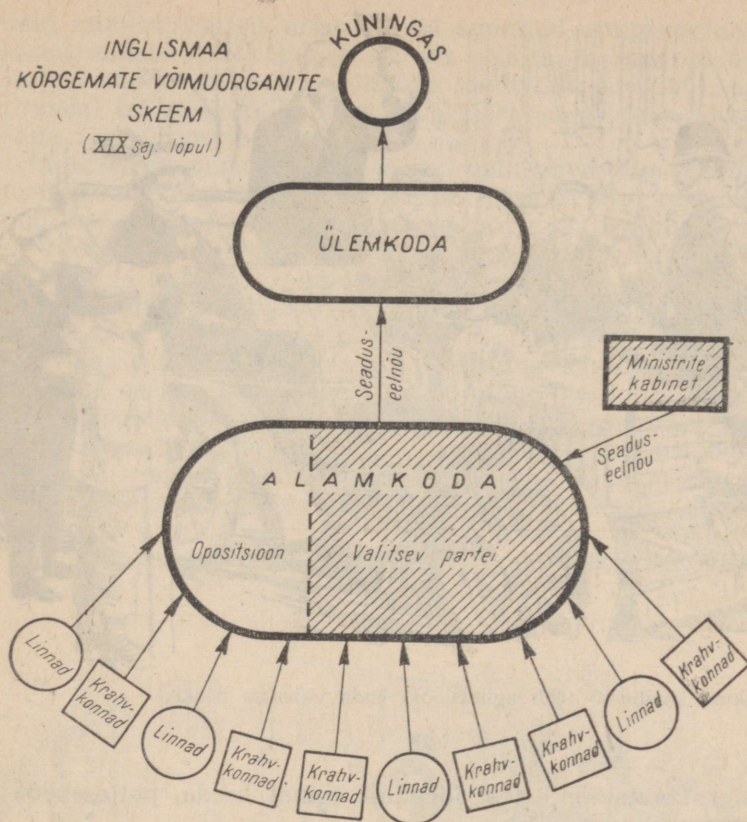 INGLISMAA
KÕRGEMATE VÕIMUORGANITE
SKEEM
(XIX saj. lõpul)
KUNINGAS
ÜLEMKODA
Seadus-
eelnõu
Ministrite
kabinet
Seadus-
eelnõu
ALAMKODA
Opositsioon
Valitsev partei
Linnad
Krahv-
konnad
Linnad
Krahv-
konnad
Krahv-
konnad
Linnad
Krahv-
konnad
Krahv-
konnad
Linnad
Krahv-
konnad